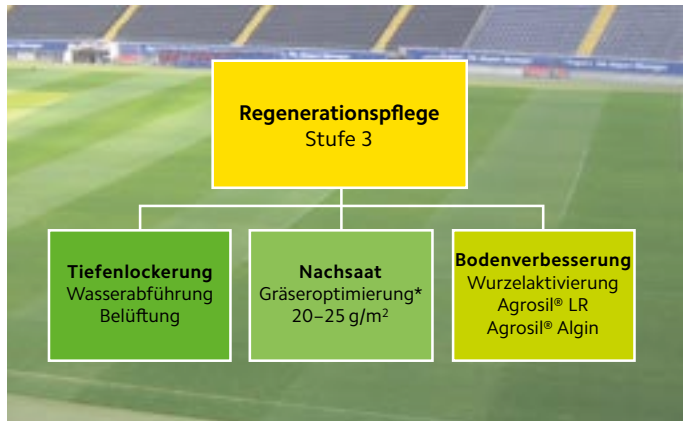 Regenerationspflege
Stufe 3
Tiefenlockerung
Wasserabführung
Belüftung
Nachsaat
Gräseroptimierung*
20–25 g/m²
Bodenverbesserung
Wurzelaktivierung
Agrosil® LR
Agrosil® Algin